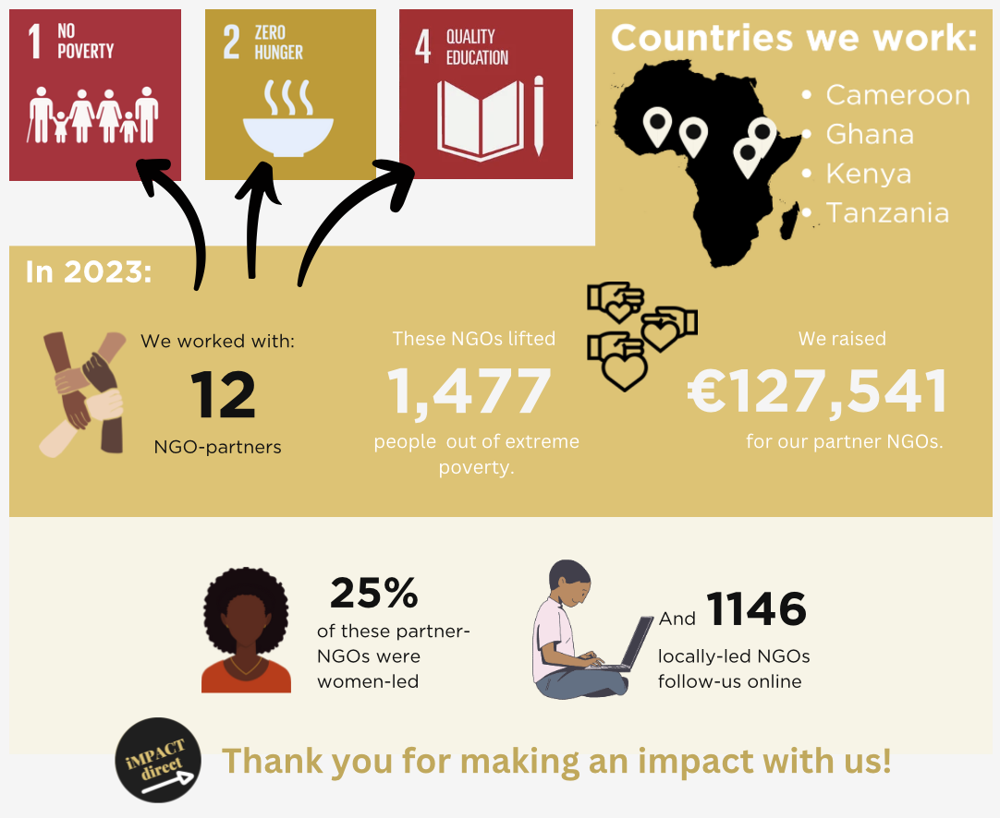 1 NO
POVERTY
2 ZERO
HUNGER
4 QUALITY
EDUCATION
Countries we work:
• Cameroon
• Ghana
• Kenya
• Tanzania
In 2023:
We worked with:
12
NGO-partners
These NGOs lifted
1,477
people out of extreme
poverty.
We raised
€127,541
for our partner NGOs.
25%
of these partner-
NGOs were
women-led
And 1146
locally-led NGOs
follow-us online
iMPACT
direct
Thank you for making an impact with us!